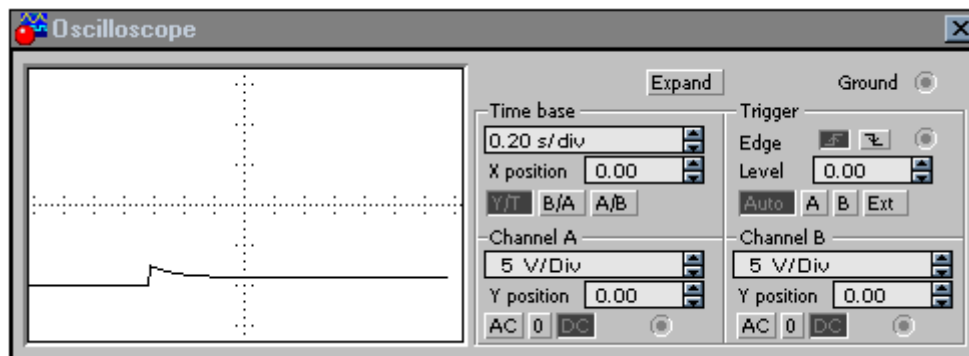 Oscilloscope
Expand
Ground
Time base
0.20 s/div
X position 0.00
Y/T B/A A/B
Trigger
Edge
Level 0.00
Auto A B Ext
Channel A
5 V/Div
Y position 0.00
AC 0 DC
Channel B
5 V/Div
Y position 0.00
AC 0 DC